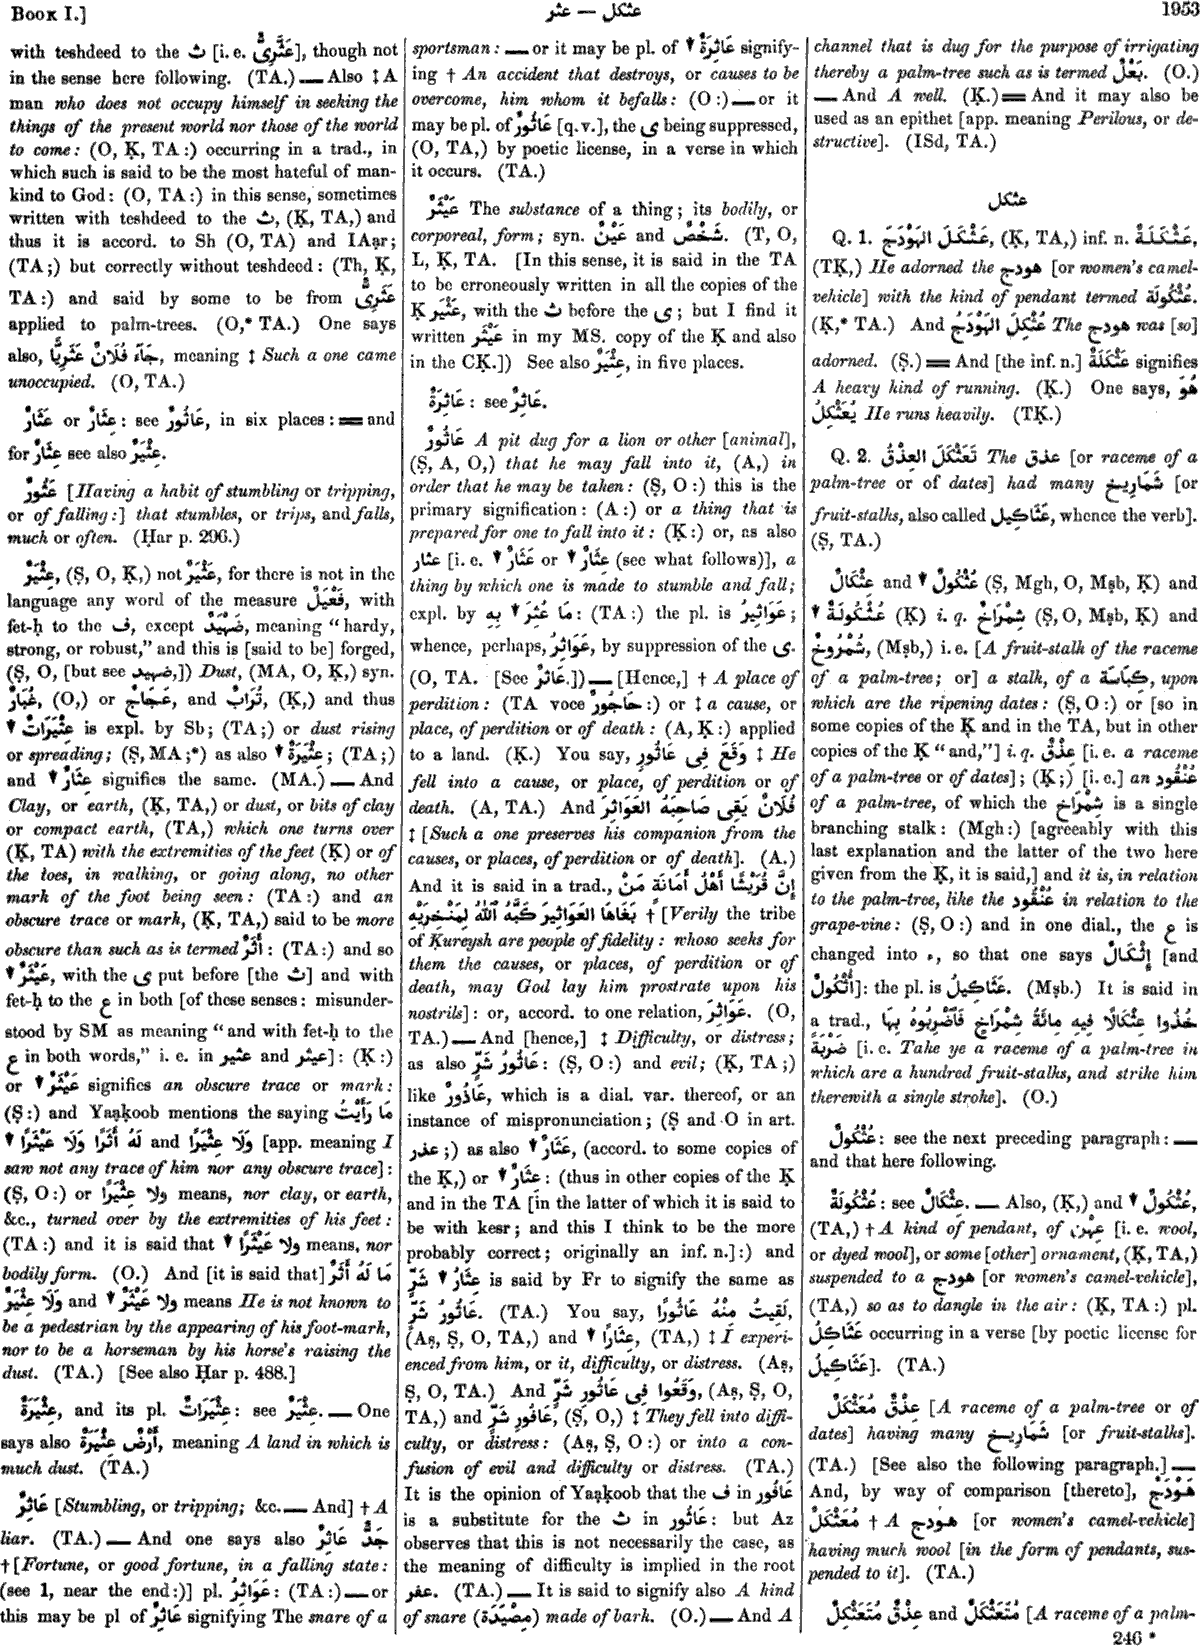 BOOK I.]
عثر — عثكل
1953
with teshdeed to the ث [i. e. عَثَّرِىٌّ], though not
in the sense here following. (TA.) — Also ‡ A
man who does not occupy himself in seeking the
things of the present world nor those of the world
to come: (O, Ḳ, TA:) occurring in a trad., in
which such is said to be the most hateful of man-
kind to God: (O, TA:) in this sense, sometimes
written with teshdeed to the ث, (Ḳ, TA,) and
thus it is accord. to Sh (O, TA) and IAạr;
(TA;) but correctly without teshdeed: (Th, Ḳ,
TA:) and said by some to be from عَثَرِىٌّ
applied to palm-trees. (O,* TA.) One says
also, جَآءَ فُلَانٌ عَثَرِيًّا, meaning ‡ Such a one came
unoccupied. (O, TA.)
عَثَارٌ or عِثَارٌ: see عَاثُورٌ, in six places: ═ and
for عِثَارٌ see also عِثْيَرٌ.
عَثُورٌ [Having a habit of stumbling or tripping,
or of falling:] that stumbles, or trips, and falls,
much or often. (Ḥar p. 296.)
عِثْيَرٌ, (Ṣ, O, Ḳ,) not عَثْيَرٌ, for there is not in the
language any word of the measure فَعْيَلٌ, with
fet-ḥ to the ف, except ضَهْيَدٌ, meaning “hardy,
strong, or robust,” and this is [said to be] forged,
(Ṣ, O, [but see ضهيد,]) Dust, (MA, O, Ḳ,) syn.
غُبَارٌ, (O,) or عَجَاجٌ, and تُرَابٌ, (Ḳ,) and thus
▼ عِثْيَرَاتٌ is expl. by Sb; (TA;) or dust rising
or spreading; (Ṣ, MA;*) as also ▼ عِثْيَرَةٌ; (TA;)
and ▼ عِثَارٌ signifies the same. (MA.) — And
Clay, or earth, (Ḳ, TA,) or dust, or bits of clay
or compact earth, (TA,) which one turns over
(Ḳ, TA) with the extremities of the feet (Ḳ) or of
the toes, in walking, or going along, no other
mark of the foot being seen: (TA:) and an
obscure trace or mark, (Ḳ, TA,) said to be more
obscure than such as is termed أَثَرٌ: (TA:) and so
▼ عَيْثَرٌ, with the ى put before [the ث] and with
fet-ḥ to the ع in both [of these senses: misunder-
stood by SM as meaning “and with fet-ḥ to the
ع in both words,” i. e. in عثير and عيثر]: (Ḳ:)
or ▼ عَيْثَرٌ signifies an obscure trace or mark:
(Ṣ:) and Yaạḳoob mentions the saying مَا رَأَيْتُ
لَهُ أَثَرًا وَلَا عَيْثَرًا ▼ and وَلَا عِثْيَرًا [app. meaning I
saw not any trace of him nor any obscure trace]:
(Ṣ, O:) or ولا عِثْيَرًا means, nor clay, or earth,
&c., turned over by the extremities of his feet:
(TA:) and it is said that ▼ ولا عَيْثَرًا means, nor
bodily form. (O.) And [it is said that] مَا لَهُ أَثَرٌ
وَلَا عِثْيَرٌ and ▼ ولا عَيْثَرٌ means He is not known to
be a pedestrian by the appearing of his foot-mark,
nor to be a horseman by his horse's raising the
dust. (TA.) [See also Ḥar p. 488.]
عِثْيَرَةٌ, and its pl. عِثْيَرَاتٌ: see عِثْيَرٌ. — One
says also أَرْضٌ عِثْيَرَةٌ, meaning A land in which is
much dust. (TA.)
عَاثِرٌ [Stumbling, or tripping; &c. — And] † A
liar. (TA.) — And one says also جَدٌّ عَاثِرٌ
† [Fortune, or good fortune, in a falling state:
(see 1, near the end:)] pl. عَوَاثِرُ: (TA:) — or
this may be pl of عَاثِرٌ signifying The snare of a
sportsman: — or it may be pl. of ▼ عَاثِرَةٌ signify-
ing † An accident that destroys, or causes to be
overcome, him whom it befalls: (O:) — or it
may be pl. of عَاثُورٌ [q. v.], the ى being suppressed,
(O, TA,) by poetic license, in a verse in which
it occurs. (TA.)
عَيْثَرٌ The substance of a thing; its bodily, or
corporeal, form; syn. عَيْنٌ and شَخْصٌ. (T, O,
L, Ḳ, TA. [In this sense, it is said in the TA
to be erroneously written in all the copies of the
Ḳ عَثْيَر, with the ث before the ى; but I find it
written عَيْثَر in my MS. copy of the Ḳ and also
in the CḲ.]) See also عِثْيَرٌ, in five places.
عَاثِرَةٌ: see عَاثِرٌ.
عَاثُورٌ A pit dug for a lion or other [animal],
(Ṣ, A, O,) that he may fall into it, (A,) in
order that he may be taken: (Ṣ, O:) this is the
primary signification: (A:) or a thing that is
prepared for one to fall into it: (Ḳ:) or, as also
عثار [i. e. ▼ عَثَارٌ or ▼ عِثَارٌ (see what follows)], a
thing by which one is made to stumble and fall;
expl. by مَا عُثِرَ ▼ بِهِ: (TA:) the pl. is عَوَاثِيرُ;
whence, perhaps, عَوَاثِرُ, by suppression of the ى.
(O, TA. [See عَاثِرٌ.]) — [Hence,] † A place of
perdition: (TA voce حَاجُورٌ:) or ‡ a cause, or
place, of perdition or of death: (A, Ḳ:) applied
to a land. (Ḳ.) You say, وَقَعَ فِى عَاثُورٍ ‡ He
fell into a cause, or place, of perdition or of
death. (A, TA.) And فُلَانٌ يَقِى صَاحِبَهُ العَوَاثِرَ
‡ [Such a one preserves his companion from the
causes, or places, of perdition or of death]. (A.)
And it is said in a trad., إِنَّ قُرَيْشًا أَهْلُ أَمَانَةٍ مَنْ
بَغَاهَا العَوَاثِيرَ كَبَّهُ ٱللّٰهُ لِمَنْخَرَيْهِ † [Verily the tribe
of Kureysh are people of fidelity: whoso seeks for
them the causes, or places, of perdition or of
death, may God lay him prostrate upon his
nostrils]: or, accord. to one relation, عَوَاثِرَ. (O,
TA.) — And [hence,] ‡ Difficulty, or distress;
as also عَاثُورُ شَرٍّ: (Ṣ, O:) and evil; (Ḳ, TA;)
like عَاذُورٌ, which is a dial. var. thereof, or an
instance of mispronunciation; (Ṣ and O in art.
عذر;) as also ▼ عَثَارٌ, (accord. to some copies of
the Ḳ,) or ▼ عِثَارٌ: (thus in other copies of the Ḳ
and in the TA [in the latter of which it is said to
be with kesr; and this I think to be the more
probably correct; originally an inf. n.]:) and
عِثَارُ ▼ شَرٍّ is said by Fr to signify the same as
عَاثُورُ شَرٍّ. (TA.) You say, لَقِيتُ مِنْهُ عَاثُورًا,
(Aṣ, Ṣ, O, TA,) and ▼ عِثَارًا, (TA,) ‡ I experi-
enced from him, or it, difficulty, or distress. (Aṣ,
Ṣ, O, TA.) And وَقَعُوا فِى عَاثُورِ شَرٍّ, (Aṣ, Ṣ, O,
TA,) and عَافُورِ شَرٍّ, (Ṣ, O,) ‡ They fell into diffi-
culty, or distress: (Aṣ, Ṣ, O:) or into a con-
fusion of evil and difficulty or distress. (TA.)
It is the opinion of Yaạḳoob that the ف in عَافُور
is a substitute for the ث in عَاثُور: but Az
observes that this is not necessarily the case, as
the meaning of difficulty is implied in the root
عفر. (TA.) — It is said to signify also A kind
of snare (مِصْيَدَة) made of bark. (O.) — And A
channel that is dug for the purpose of irrigating
thereby a palm-tree such as is termed بَعْلٌ. (O.)
— And A well. (Ḳ.) ═ And it may also be
used as an epithet [app. meaning Perilous, or de-
structive]. (ISd, TA.)
عثكل
Q. 1. عَثْكَلَ الهَوْدَجَ, (Ḳ, TA,) inf. n. عَثْكَلَةٌ,
(TḲ,) He adorned the هودج [or women's camel-
vehicle] with the kind of pendant termed عُثْكُولَة.
(Ḳ,* TA.) And عُثْكِلَ الهَوْدَجُ The هودج was [so]
adorned. (Ṣ.) ═ And [the inf. n.] عَثْكَلَةٌ signifies
A heavy kind of running. (Ḳ.) One says, هُوَ
يُعَثْكِلُ He runs heavily. (TḲ.)
Q. 2. تَعَثْكَلَ العِذْقُ The عذق [or raceme of a
palm-tree or of dates] had many شَمَارِيخ [or
fruit-stalks, also called عَثَاكِيل, whence the verb].
(Ṣ, TA.)
عِثْكَالٌ and ▼ عُثْكُولٌ (Ṣ, Mgh, O, Mṣb, Ḳ) and
▼ عُثْكُولَةٌ (Ḳ) i. q. شِمْرَاخٌ (Ṣ, O, Mṣb, Ḳ) and
شُمْرُوخٌ, (Mṣb,) i. e. [A fruit-stalk of the raceme
of a palm-tree; or] a stalk, of a كِبَاسَة, upon
which are the ripening dates: (Ṣ, O:) or [so in
some copies of the Ḳ and in the TA, but in other
copies of the Ḳ “and,”] i. q. عِذْقٌ [i. e. a raceme
of a palm-tree or of dates]; (Ḳ;) [i. e.] an عُنْقُود
of a palm-tree, of which the شِمْرَاخ is a single
branching stalk: (Mgh:) [agreeably with this
last explanation and the latter of the two here
given from the Ḳ, it is said,] and it is, in relation
to the palm-tree, like the عُنْقُود in relation to the
grape-vine: (Ṣ, O:) and in one dial., the ع is
changed into ء, so that one says إِثْكَالٌ [and
أُثْكُولٌ]: the pl. is عَثَاكِيلُ. (Mṣb.) It is said in
a trad., خُذُوا عِثْكَالًا فِيهِ مِائَةُ شِمْرَاخٍ فَٱضْرِبُوهُ بِهَا
ضَرْبَةً [i. e. Take ye a raceme of a palm-tree in
which are a hundred fruit-stalks, and strike him
therewith a single stroke]. (O.)
عُثْكُولٌ: see the next preceding paragraph: —
and that here following.
عُثْكُولَةٌ: see عِثْكَالٌ. — Also, (Ḳ,) and ▼ عُثْكُولٌ,
(TA,) † A kind of pendant, of عِهْن [i. e. wool,
or dyed wool], or some [other] ornament, (Ḳ, TA,)
suspended to a هودج [or women's camel-vehicle],
(TA,) so as to dangle in the air: (Ḳ, TA:) pl.
عَثَاكِلُ occurring in a verse [by poetic license for
عَثَاكِيلُ]. (TA.)
عِذْقٌ مُعَثْكَلٌ [A raceme of a palm-tree or of
dates] having many شَمَارِيخ [or fruit-stalks].
(TA.) [See also the following paragraph.] —
And, by way of comparison [thereto], هَوْدَجٌ
مُعَثْكَلٌ † A هودج [or women's camel-vehicle]
having much wool [in the form of pendants, sus-
pended to it]. (TA.)
عِذْقٌ مُتَعَثْكِلٌ and مُتَعَثْكَلٌ [A raceme of a palm-
246 *